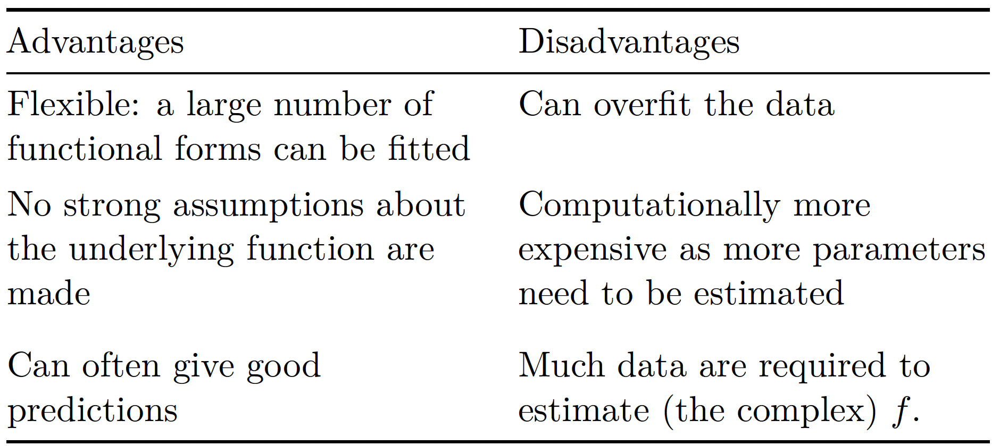 Advantages
Disadvantages
Flexible: a large number of
functional forms can be fitted
Can overfit the data
No strong assumptions about
the underlying function are
made
Computationally more
expensive as more parameters
need to be estimated
Can often give good
predictions
Much data are required to
estimate (the complex) f.